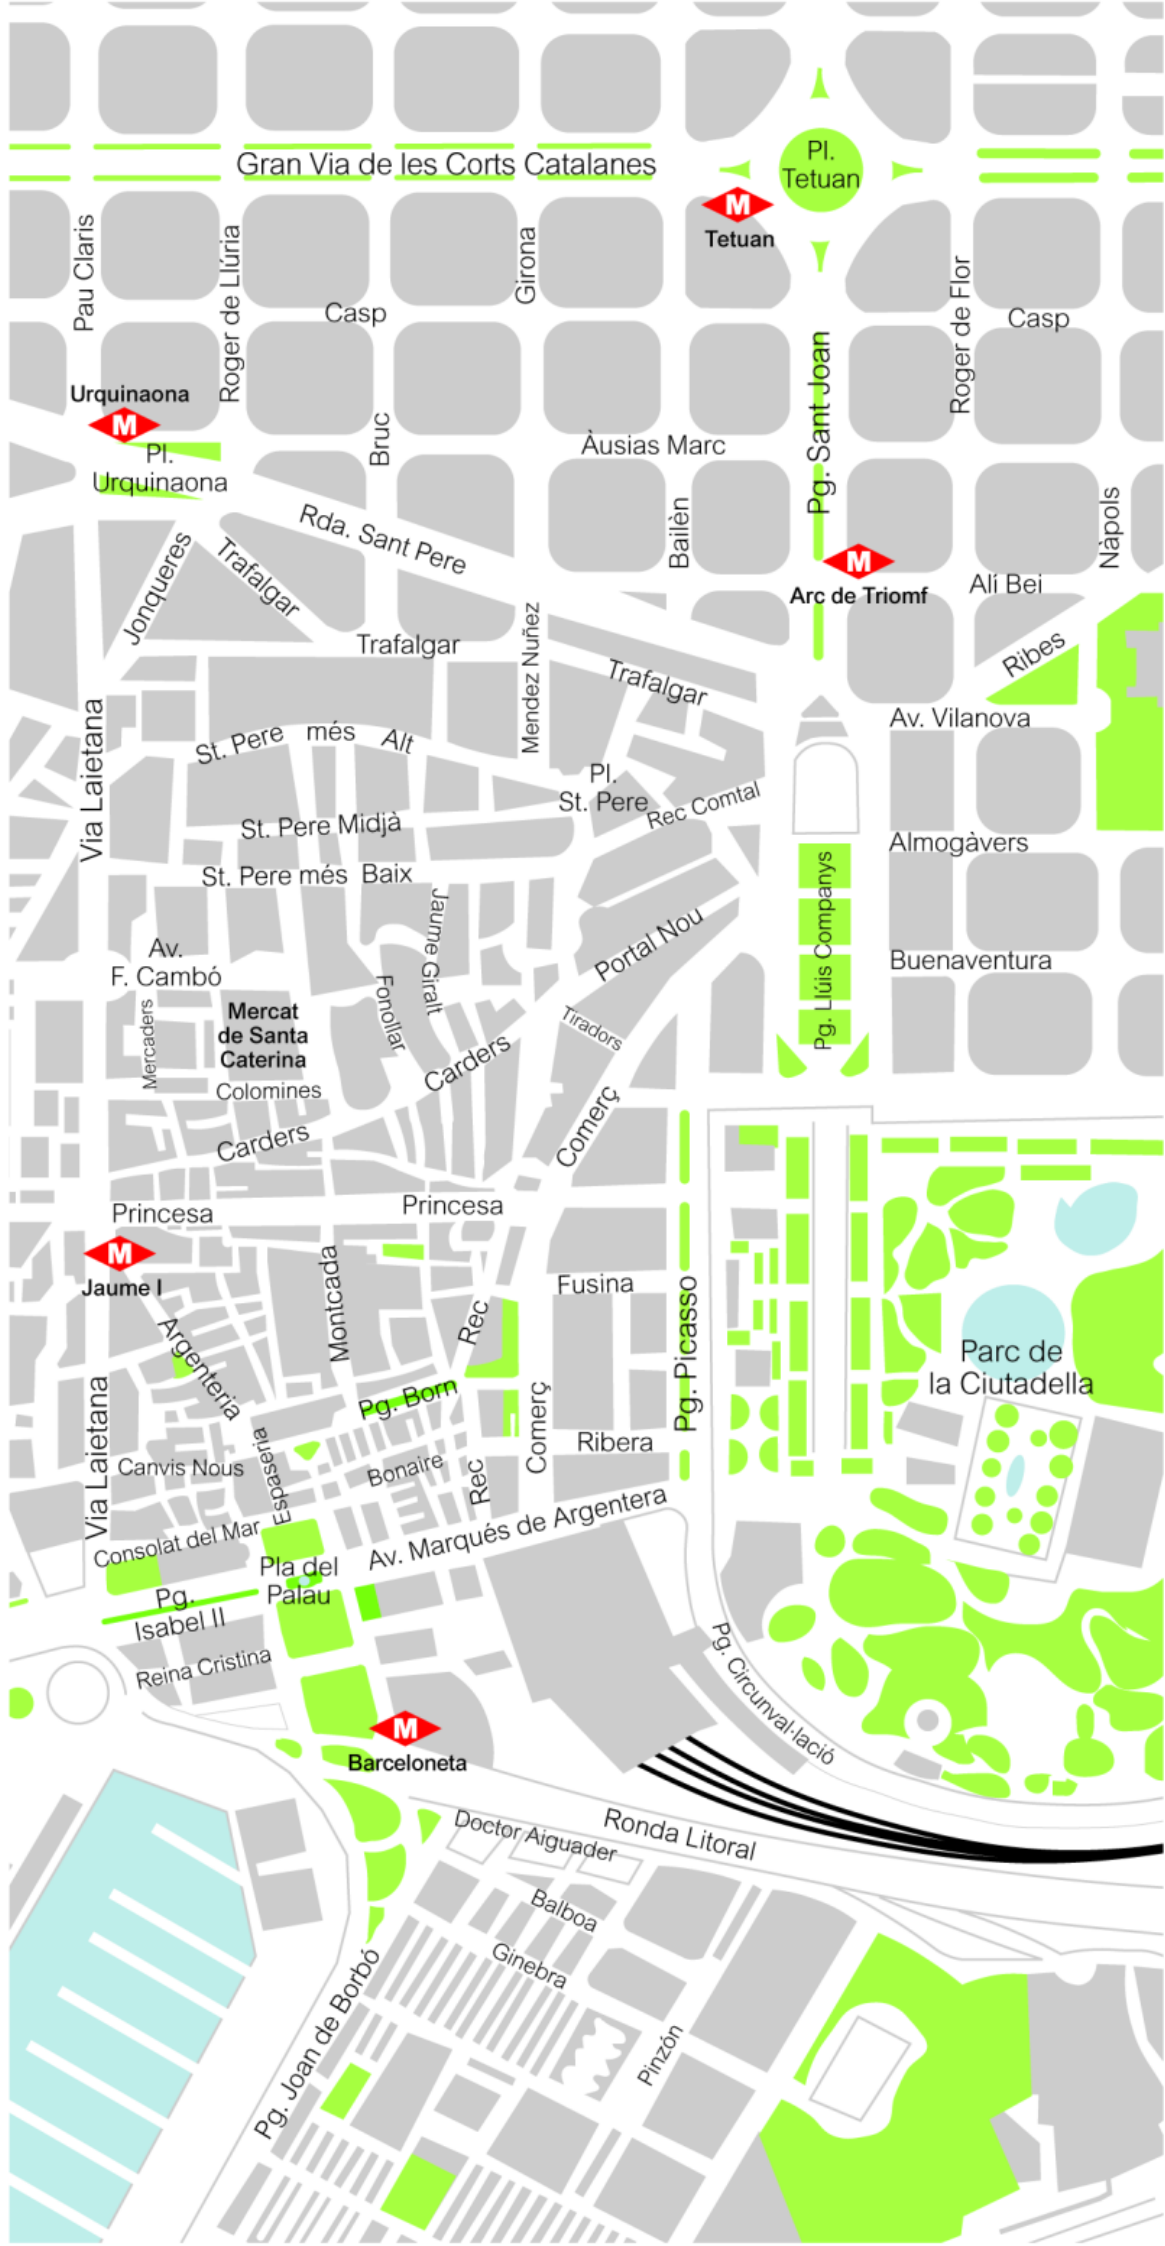 Gran Via de les Corts Catalanes
Pl.
Tetuan
M
Tetuan
Pau Claris
Roger de Llúria
Girona
Roger de Flor
Casp
Casp
Pg. Sant Joan
Urquinaona
M
Pl.
Urquinaona
Bruc
Àusias Marc
Bailèn
Nàpols
Rda. Sant Pere
Jonqueres
Trafalgar
M
Arc de Triomf
Alí Bei
Trafalgar
Mendez Nuñez
Trafalgar
Ribes
Av. Vilanova
Via Laietana
St. Pere més Alt
Pl.
St. Pere
Rec Comtal
St. Pere Midjà
Almogàvers
St. Pere més Baix
Jaume Giralt
Pg. Llúis Companys
Portal Nou
Av.
F. Cambó
Buenaventura
Mercaders
Mercat
de Santa
Caterina
Fonollar
Tiradors
Colomines
Carders
Carders
Comerç
Princesa
Princesa
M
Jaume I
Montcada
Fusina
Rec
Pg. Picasso
Argenteria
Parc de
la Ciutadella
Via Laietana
Pg. Born
Comerç
Ribera
Canvis Nous
Espaseria
Bonaire
Rec
Consolat del Mar
Av. Marqués de Argentera
Pla del
Palau
Pg.
Isabel II
Reina Cristina
Pg. Circunval·lació
M
Barceloneta
Ronda Litoral
Doctor Aiguader
Balboa
Ginebra
Pg. Joan de Borbó
Pinzón